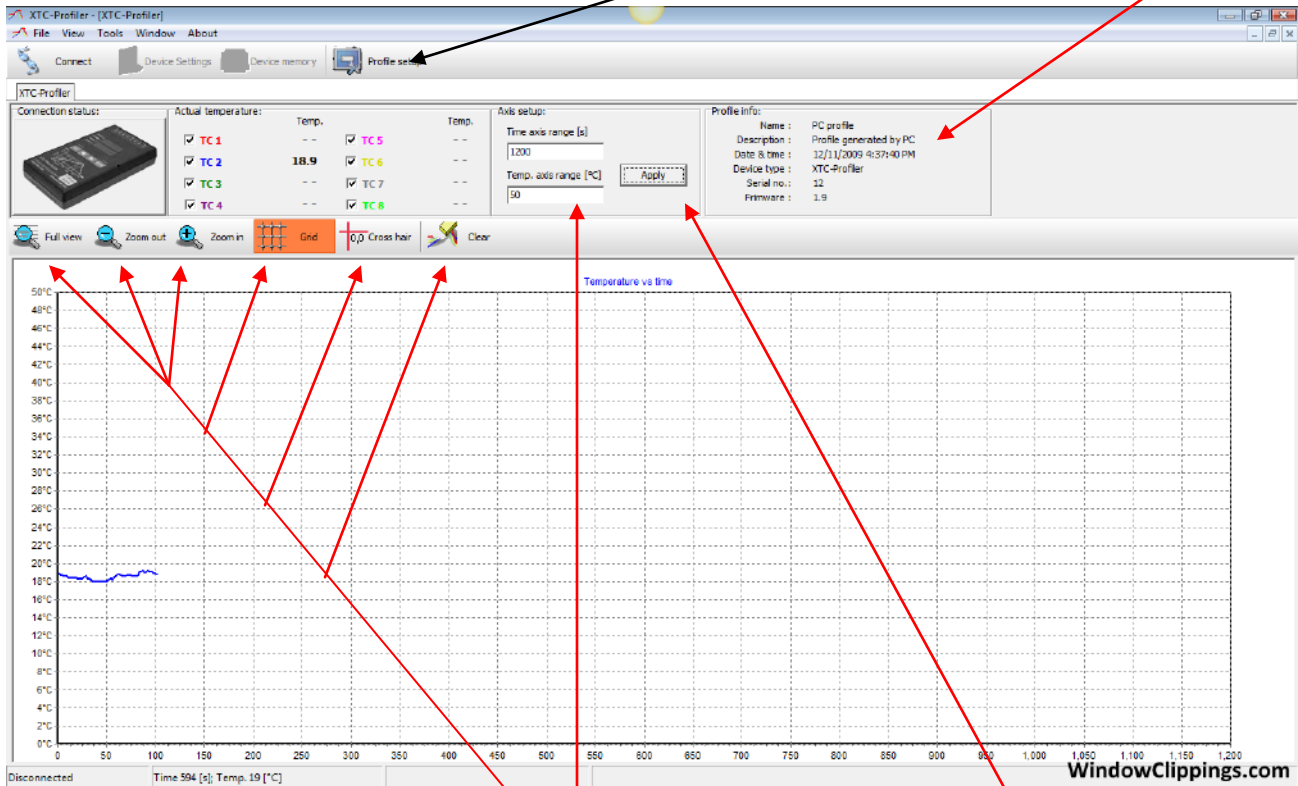 XTC-Profiler - [XTC-Profiler]
File View Tools Window About
Connect Device Settings Device memory Profile setup
XTC-Profiler
Connection status: Actual temperature: Axis setup: Profile info:
Temp. Temp.
TC 1 -- TC 5 --
TC 2 18.9 TC 6 --
TC 3 -- TC 7 --
TC 4 -- TC 8 --
Time axis range [s]
1200
Temp. axis range [°C]
50
Apply
Name : PC profile
Description : Profile generated by PC
Date & time : 12/11/2009 4:37:40 PM
Device type : XTC-Profiler
Serial no.: 12
Frimware : 1.9
Full view Zoom out Zoom in Grid 0,0 Cross hair Clear
Temperature vs time
50°C
48°C
46°C
44°C
42°C
40°C
38°C
36°C
34°C
32°C
30°C
28°C
26°C
24°C
22°C
20°C
18°C
16°C
14°C
12°C
10°C
8°C
6°C
4°C
2°C
0°C
0 50 100 150 200 250 300 350 400 450 500 550 600 650 700 750 800 850 900 950 1,000 1,050 1,100 1,150 1,200
Disconnected Time 594 [s]; Temp. 19 [°C]
WindowClippings.com